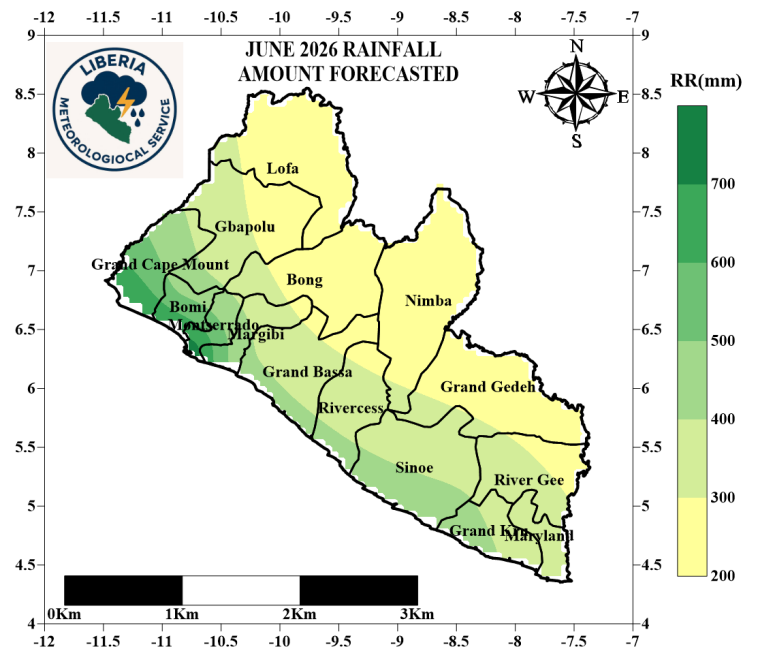 -12 -11.5 -11 -10.5 -10 -9.5 -9 -8.5 -8 -7.5 -7
JUNE 2026 RAINFALL
AMOUNT FORECASTED
LIBERIA
METEOROLOGIOCAL SERVICE
N
W E
S
RR(mm)
700
600
500
400
300
200
9 9
8.5 8.5
8 8
7.5 7.5
7 7
6.5 6.5
6 6
5.5 5.5
5 5
4.5 4.5
4 4
Lofa
Gbapolu
Grand Cape Mount
Bong
Nimba
Bomi
Montserrado
Margibi
Grand Bassa
Grand Gedeh
Rivercess
Sinoe
River Gee
Grand Kru
Maryland
0Km 1Km 2Km 3Km
-12 -11.5 -11 -10.5 -10 -9.5 -9 -8.5 -8 -7.5 -7